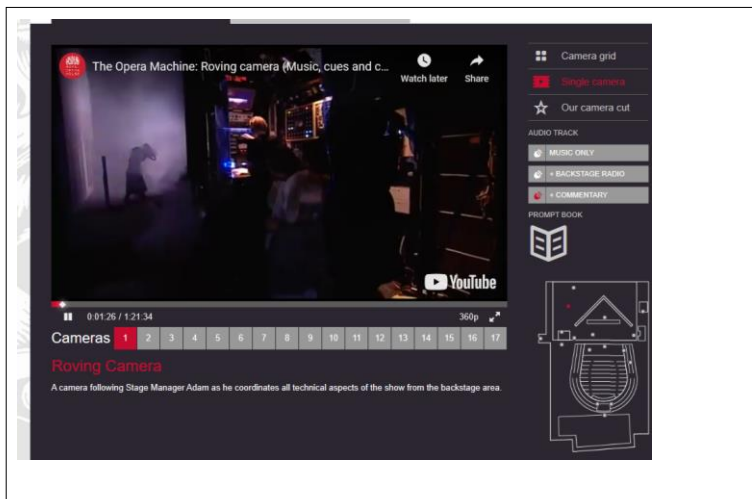 The Opera Machine: Roving camera (Music, cues and c...
Watch later
Share
YouTube
0:01:26 / 1:21:34
360p
Cameras 1 2 3 4 5 6 7 8 9 10 11 12 13 14 15 16 17
Roving Camera
A camera following Stage Manager Adam as he coordinates all technical aspects of the show from the backstage area.
Camera grid
Single camera
Our camera cut
AUDIO TRACK
MUSIC ONLY
+ BACKSTAGE RADIO
+ COMMENTARY
PROMPT BOOK